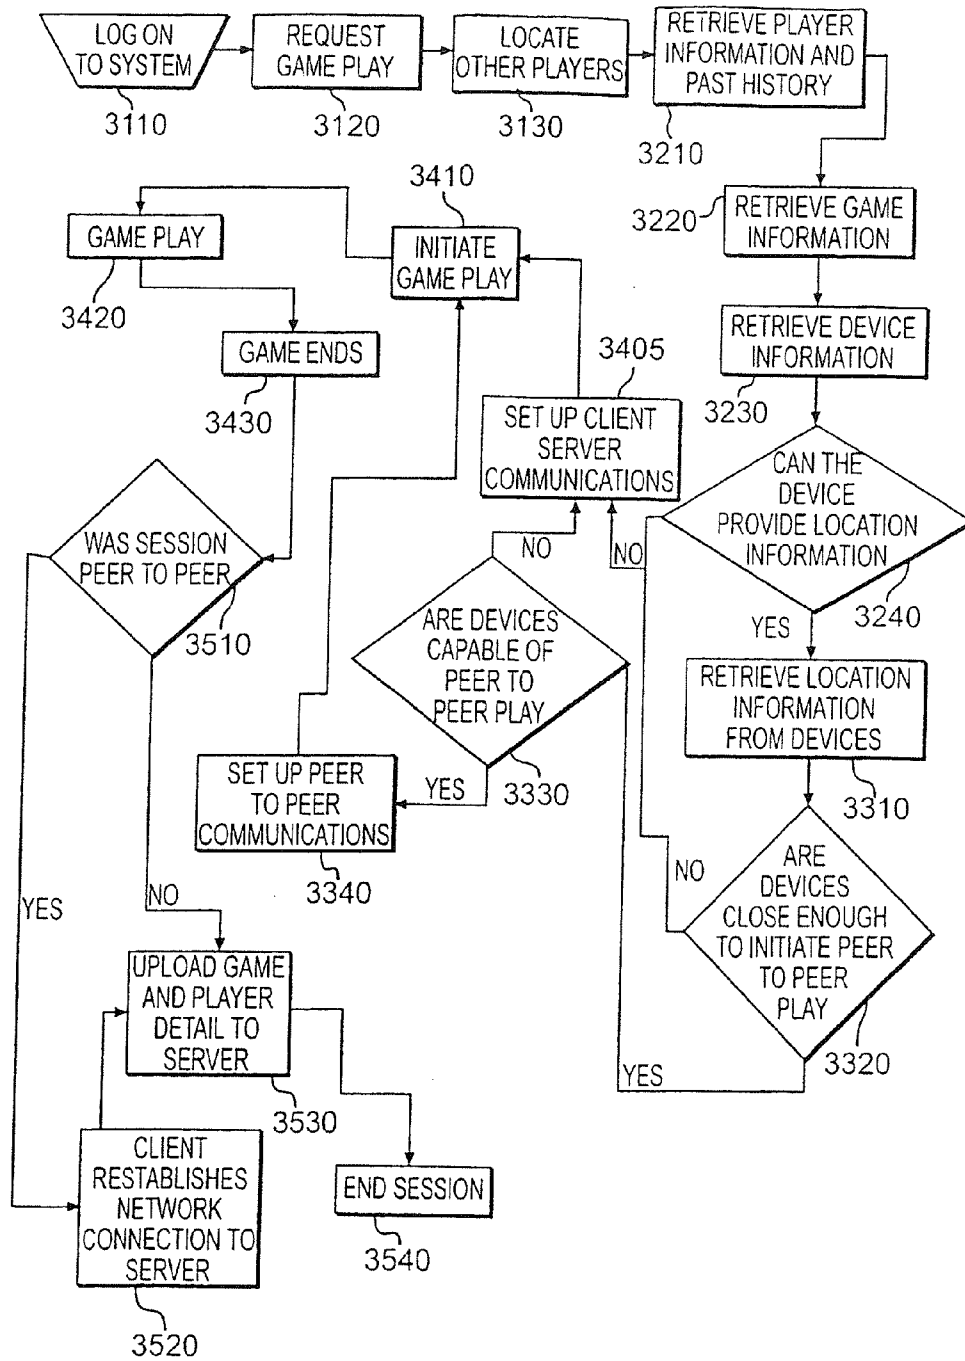 LOG ON
TO SYSTEM
3110
REQUEST
GAME PLAY
3120
LOCATE
OTHER PLAYERS
3130
RETRIEVE PLAYER
INFORMATION AND
PAST HISTORY
3210
3220
RETRIEVE GAME
INFORMATION
RETRIEVE DEVICE
INFORMATION
3230
CAN THE
DEVICE
PROVIDE LOCATION
INFORMATION
3240
NO
YES
RETRIEVE LOCATION
INFORMATION
FROM DEVICES
3310
ARE
DEVICES
CLOSE ENOUGH
TO INITIATE PEER
TO PEER
PLAY
3320
NO
YES
ARE DEVICES
CAPABLE OF
PEER TO
PEER PLAY
3330
NO
YES
3405
SET UP CLIENT
SERVER
COMMUNICATIONS
SET UP PEER
TO PEER
COMMUNICATIONS
3340
3410
INITIATE
GAME PLAY
GAME PLAY
3420
GAME ENDS
3430
WAS SESSION
PEER TO PEER
3510
YES
NO
UPLOAD GAME
AND PLAYER
DETAIL TO
SERVER
3530
CLIENT
RESTABLISHES
NETWORK
CONNECTION TO
SERVER
3520
END SESSION
3540